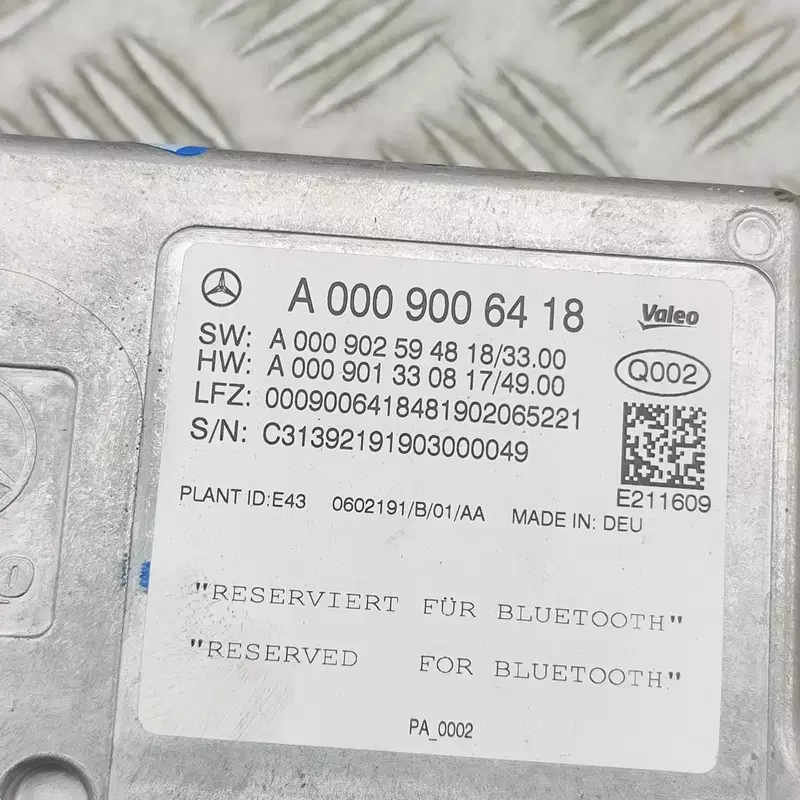 A 000 900 64 18
Valeo
SW: A 000 902 59 48 18/33.00
HW: A 000 901 33 08 17/49.00
Q002
LFZ: 0009006418481902065221
S/N: C31392191903000049
E211609
PLANT ID:E43 0602191/B/01/AA MADE IN: DEU
"RESERVIERT FÜR BLUETOOTH"
"RESERVED FOR BLUETOOTH"
PA_0002